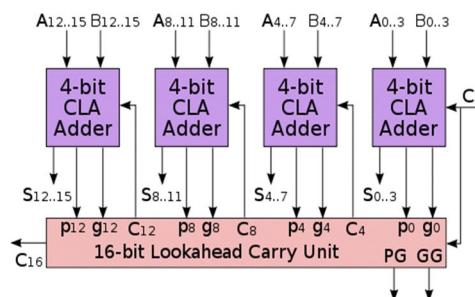 A12..15 B12..15 A8..11 B8..11 A4..7 B4..7 A0..3 B0..3
4-bit CLA Adder 4-bit CLA Adder 4-bit CLA Adder 4-bit CLA Adder
C
S12..15 S8..11 S4..7 S0..3
p12 g12 C12 p8 g8 C8 p4 g4 C4 p0 g0
16-bit Lookahead Carry Unit PG GG
C16